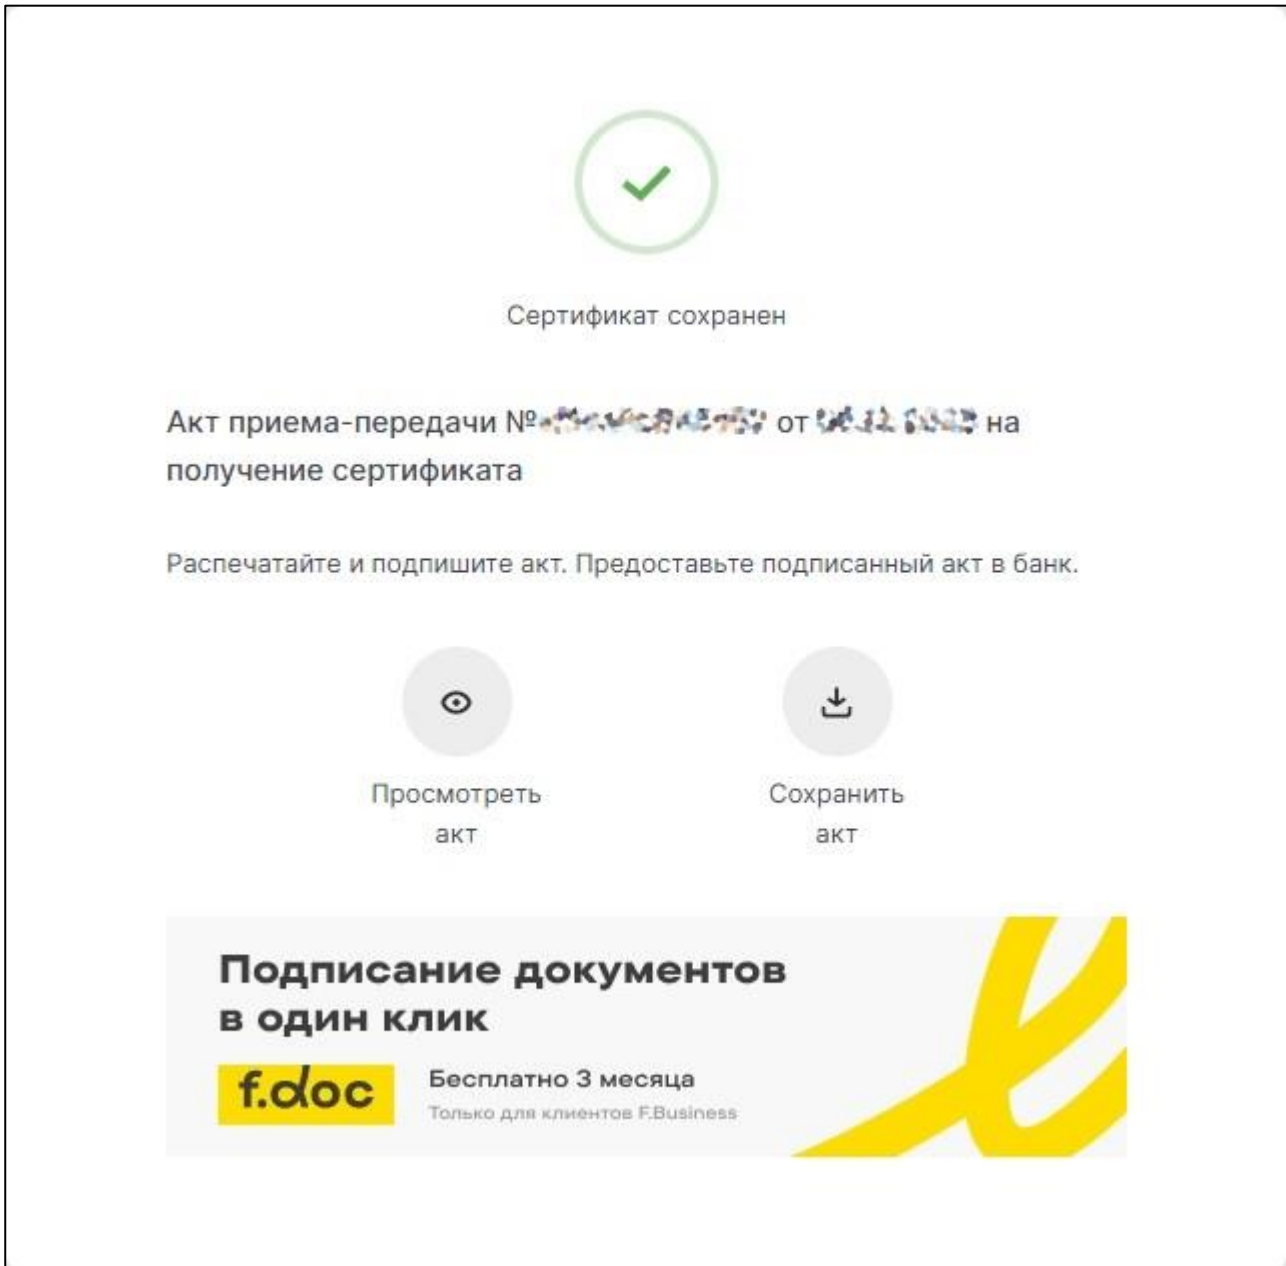 Сертификат сохранен
Акт приема-передачи № от на
получение сертификата
Распечатайте и подпишите акт. Предоставьте подписанный акт в банк.
Просмотреть
акт
Сохранить
акт
Подписание документов
в один клик
f.doc
Бесплатно 3 месяца
Только для клиентов F.Business